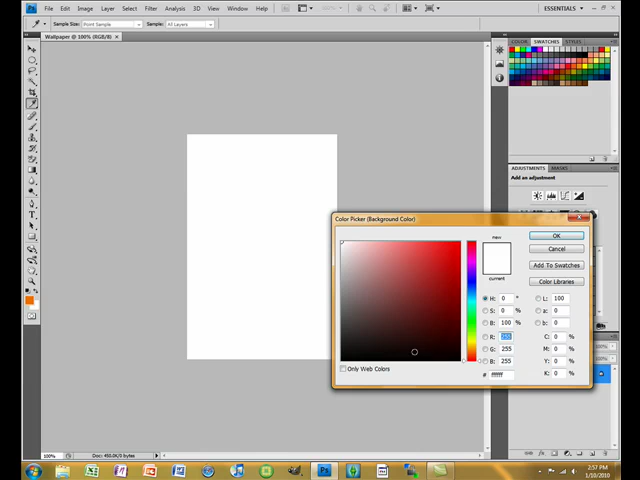 Ps File Edit Image Layer Select Filter Analysis 3D View 100% ESSENTIALS
Sample Size: Point Sample Sample: All Layers
Wallpaper @ 100% (RGB/8)
COLOR SWATCHES STYLES
ADJUSTMENTS MASKS
Add an adjustment
Color Picker (Background Color)
new
current
OK
Cancel
Add To Swatches
Color Libraries
H: 0 ° L: 100
S: 0 % a: 0
B: 100 % b: 0
R: 255 C: 0 %
G: 255 M: 0 %
B: 255 Y: 0 %
# ffffff K: 0 %
Only Web Colors
100% Doc: 450.0K/0 bytes
2:57 PM
1/10/2010